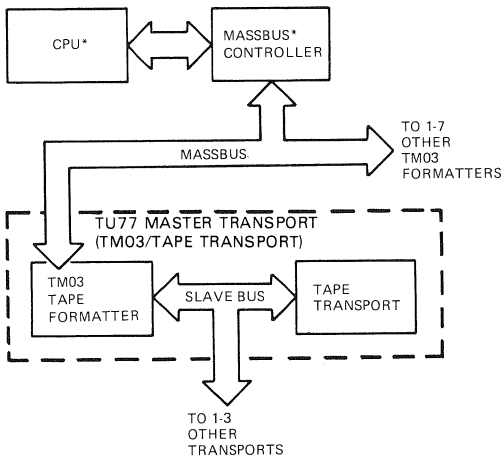 CPU*
MASSBUS*
CONTROLLER
TO 1-7
OTHER
TM03
FORMATTERS
MASSBUS
TU77 MASTER TRANSPORT
(TM03/TAPE TRANSPORT)
TM03
TAPE
FORMATTER
SLAVE BUS
TAPE
TRANSPORT
TO 1-3
OTHER
TRANSPORTS